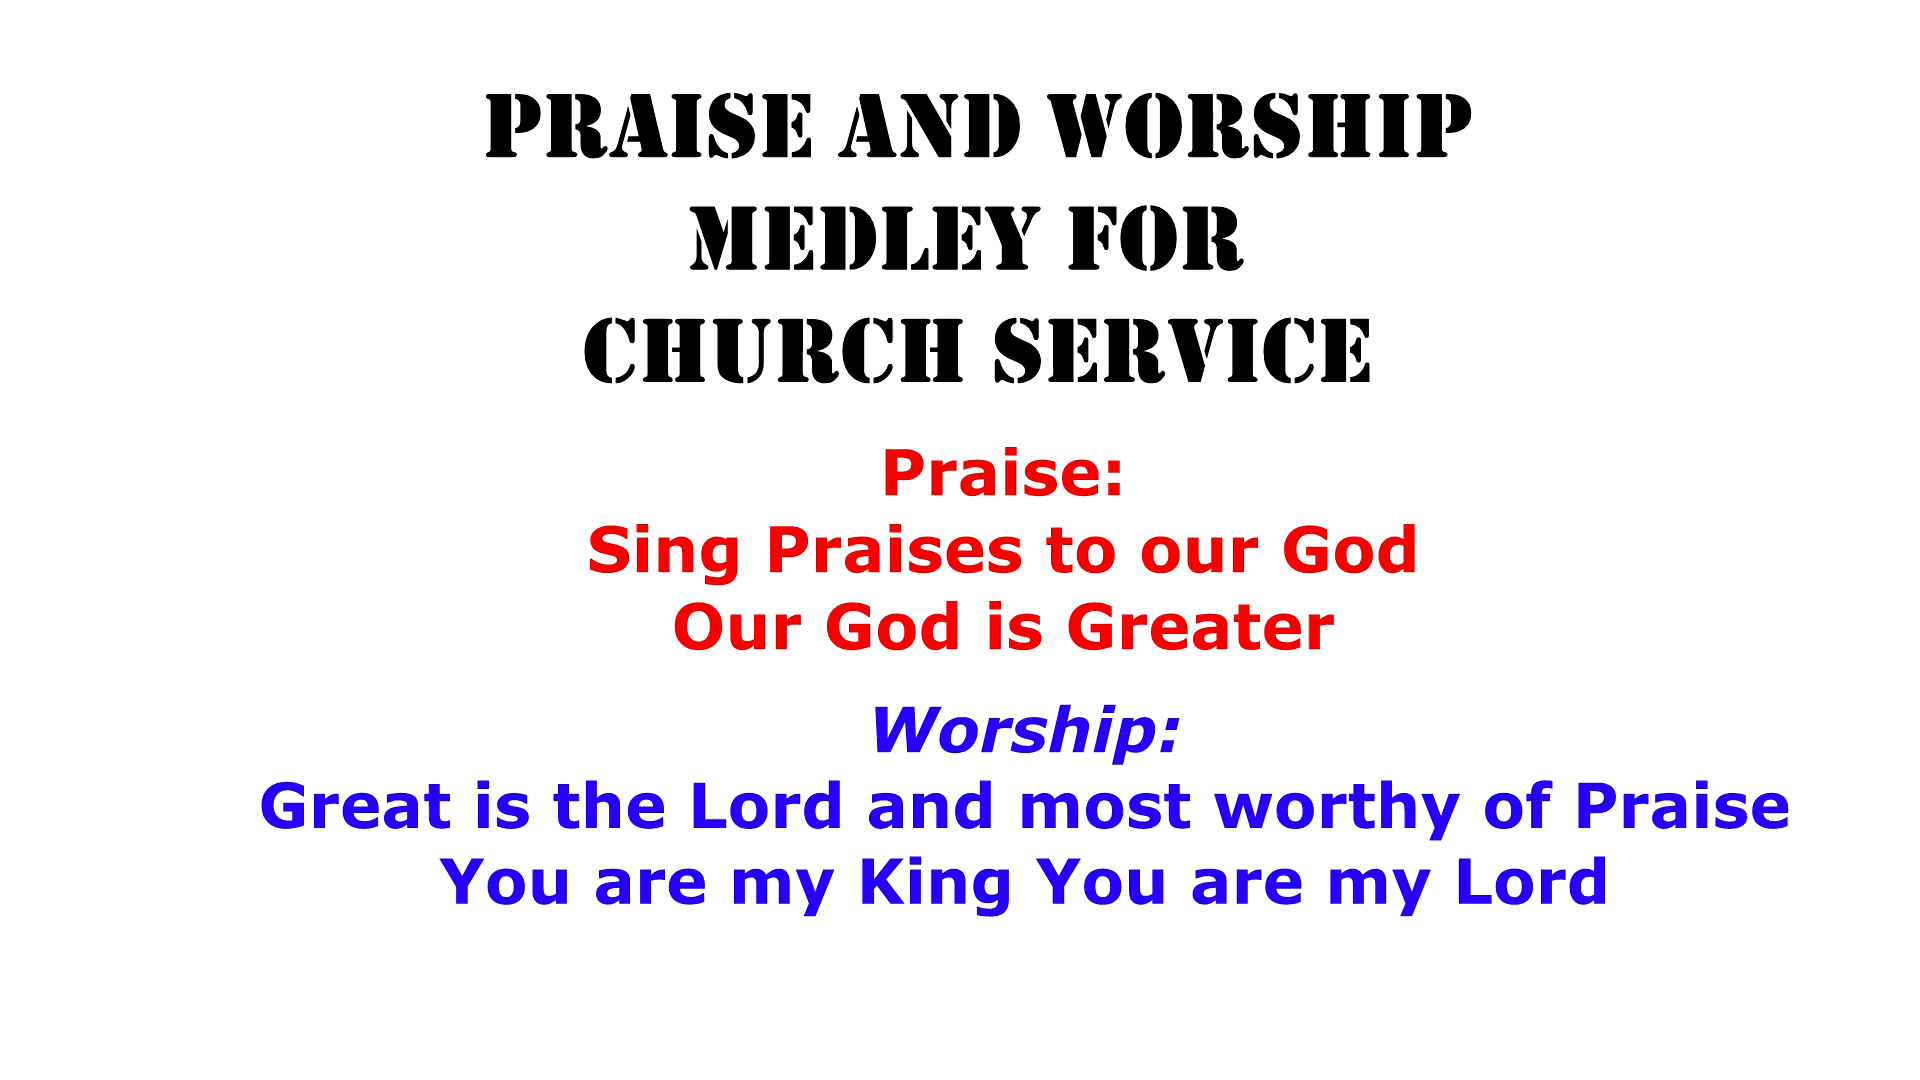 PRAISE AND WORSHIP
MEDLEY FOR
CHURCH SERVICE
Praise:
Sing Praises to our God
Our God is Greater
Worship:
Great is the Lord and most worthy of Praise
You are my King You are my Lord